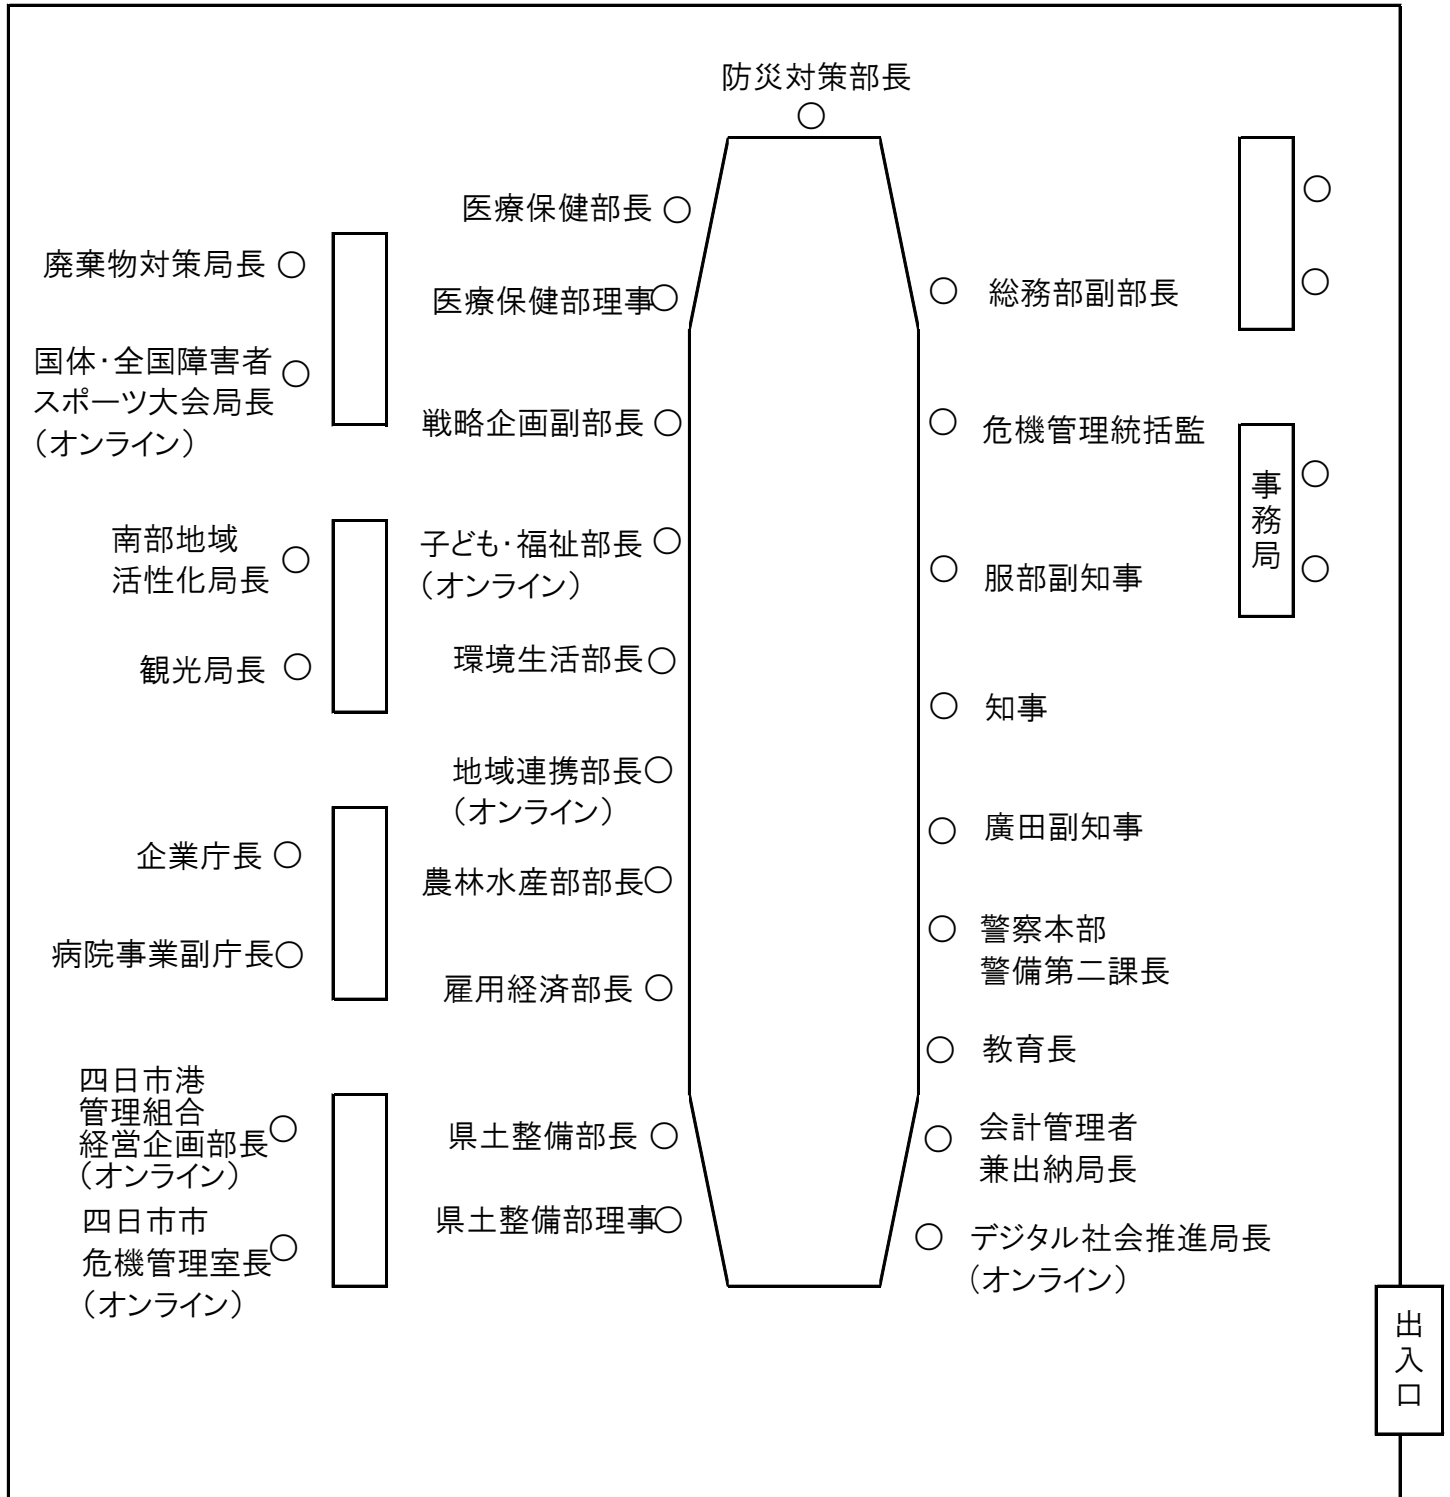 防災対策部長
医療保健部長
廃棄物対策局長
医療保健部理事
総務部副部長
国体・全国障害者
スポーツ大会局長
（オンライン）
戦略企画副部長
危機管理統括監
事務局
南部地域
活性化局長
子ども・福祉部長
（オンライン）
服部副知事
観光局長
環境生活部長
知事
地域連携部長
（オンライン）
廣田副知事
企業庁長
農林水産部部長
病院事業副庁長
雇用経済部長
警察本部
警備第二課長
教育長
四日市港
管理組合
経営企画部長
（オンライン）
県土整備部長
会計管理者
兼出納局長
四日市市
危機管理室長
（オンライン）
県土整備部理事
デジタル社会推進局長
（オンライン）
出入口